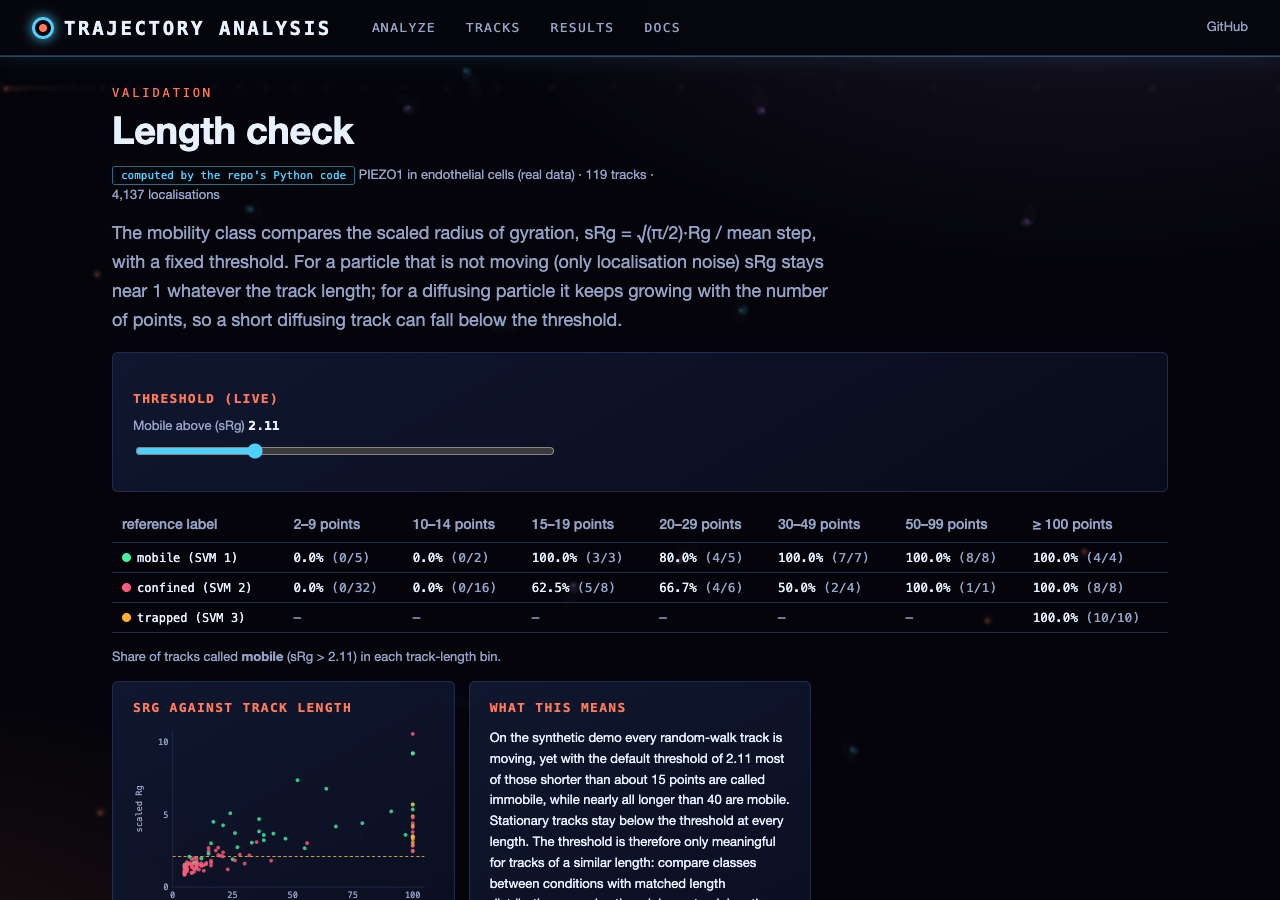 TRAJECTORY ANALYSIS ANALYZE TRACKS RESULTS DOCS GitHub
VALIDATION
Length check
computed by the repo's Python code PIEZO1 in endothelial cells (real data) · 119 tracks ·
4,137 localisations
The mobility class compares the scaled radius of gyration, sRg = √(π/2)·Rg / mean step,
with a fixed threshold. For a particle that is not moving (only localisation noise) sRg stays
near 1 whatever the track length; for a diffusing particle it keeps growing with the number
of points, so a short diffusing track can fall below the threshold.
THRESHOLD (LIVE)
Mobile above (sRg) 2.11
reference label 2–9 points 10–14 points 15–19 points 20–29 points 30–49 points 50–99 points ≥ 100 points
mobile (SVM 1) 0.0% (0/5) 0.0% (0/2) 100.0% (3/3) 80.0% (4/5) 100.0% (7/7) 100.0% (8/8) 100.0% (4/4)
confined (SVM 2) 0.0% (0/32) 0.0% (0/16) 62.5% (5/8) 66.7% (4/6) 50.0% (2/4) 100.0% (1/1) 100.0% (8/8)
trapped (SVM 3) – – – – – – 100.0% (10/10)
Share of tracks called mobile (sRg > 2.11) in each track-length bin.
SRG AGAINST TRACK LENGTH
10
5
0
scaled Rg
0 25 50 75 100
WHAT THIS MEANS
On the synthetic demo every random-walk track is
moving, yet with the default threshold of 2.11 most
of those shorter than about 15 points are called
immobile, while nearly all longer than 40 are mobile.
Stationary tracks stay below the threshold at every
length. The threshold is therefore only meaningful
for tracks of a similar length: compare classes
between conditions with matched length